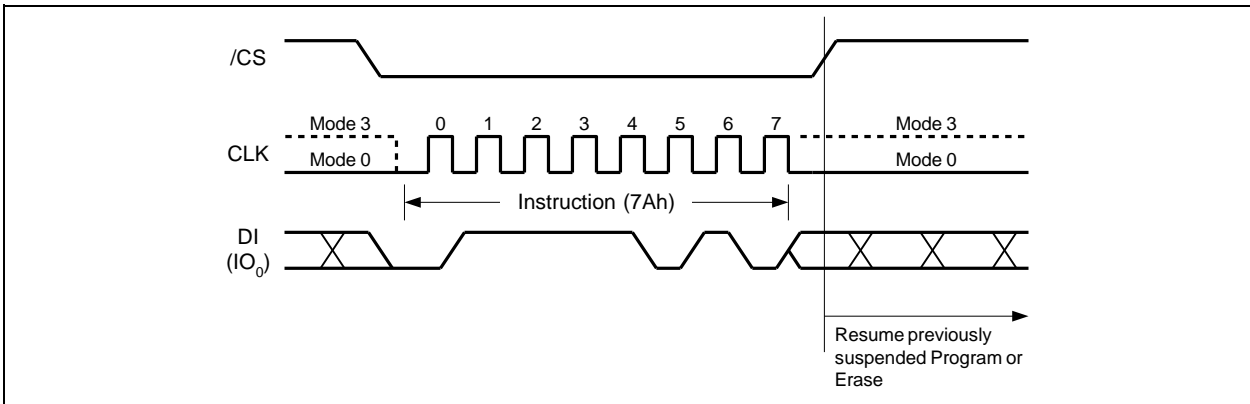 /CS
Mode 3
0 1 2 3 4 5 6 7
Mode 3
CLK
Mode 0
Mode 0
Instruction (7Ah)
DI
(IO0)
Resume previously
suspended Program or
Erase